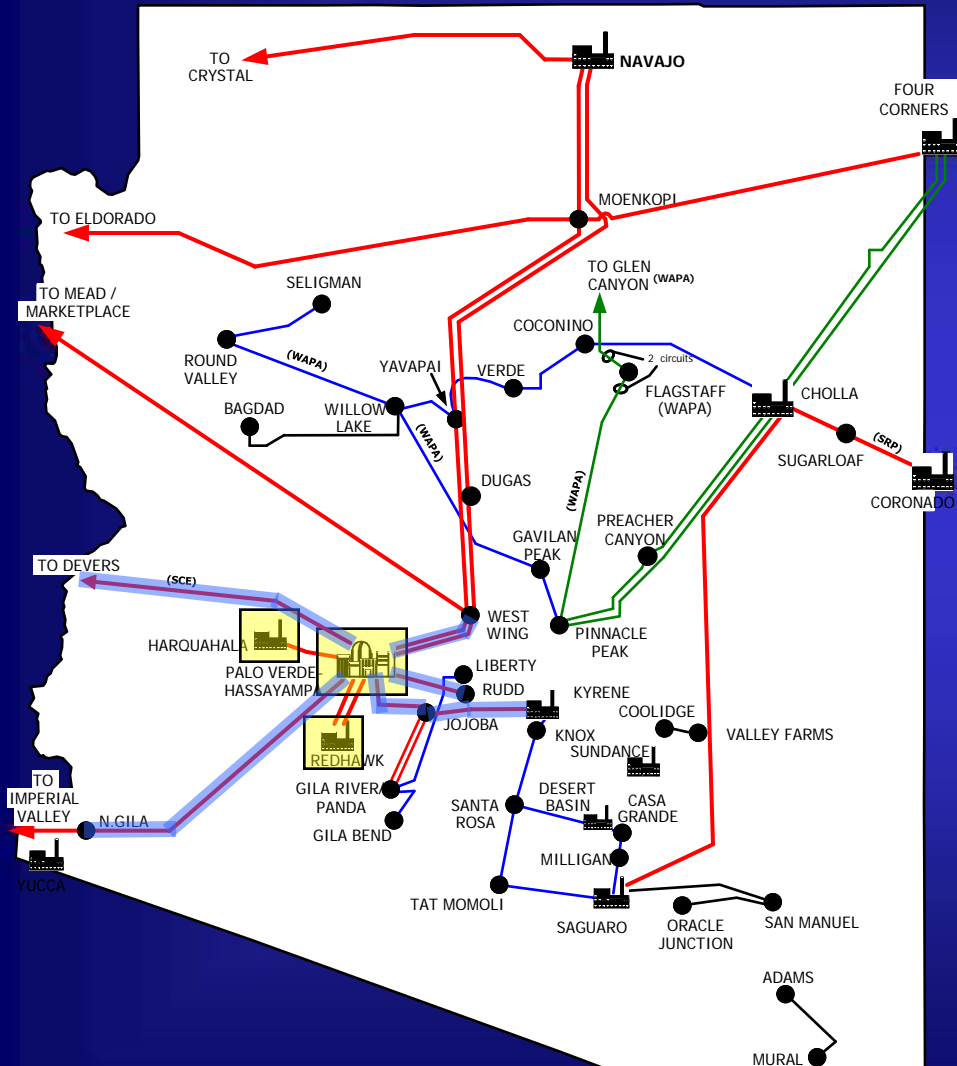 TO
CRYSTAL
NAVAJO
FOUR
CORNERS
MOENKOPI
TO ELDORADO
TO GLEN
CANYON (WAPA)
SELIGMAN
TO MEAD /
MARKETPLACE
COCONINO
ROUND
VALLEY
(WAPA)
YAVAPAI
VERDE
2 circuits
FLAGSTAFF
(WAPA)
CHOLLA
BAGDAD
WILLOW
LAKE
(WAPA)
SUGARLOAF
(SRP)
CORONADO
DUGAS
(WAPA)
PREACHER
CANYON
GAVILAN
PEAK
TO DEVERS
(SCE)
WEST
WING
PINNACLE
PEAK
HARQUAHALA
PALO VERDE-
HASSAYAMPA
LIBERTY
RUDD
KYRENE
JOJOBA
KNOX
COOLIDGE
VALLEY FARMS
SUNDANCE
REDHAWK
GILA RIVER/
PANDA
GILA BEND
TO
IMPERIAL
VALLEY
N.GILA
YUCCA
SANTA
ROSA
DESERT
BASIN
CASA
GRANDE
MILLIGAN
TAT MOMOLI
SAGUARO
ORACLE
JUNCTION
SAN MANUEL
ADAMS
MURAL